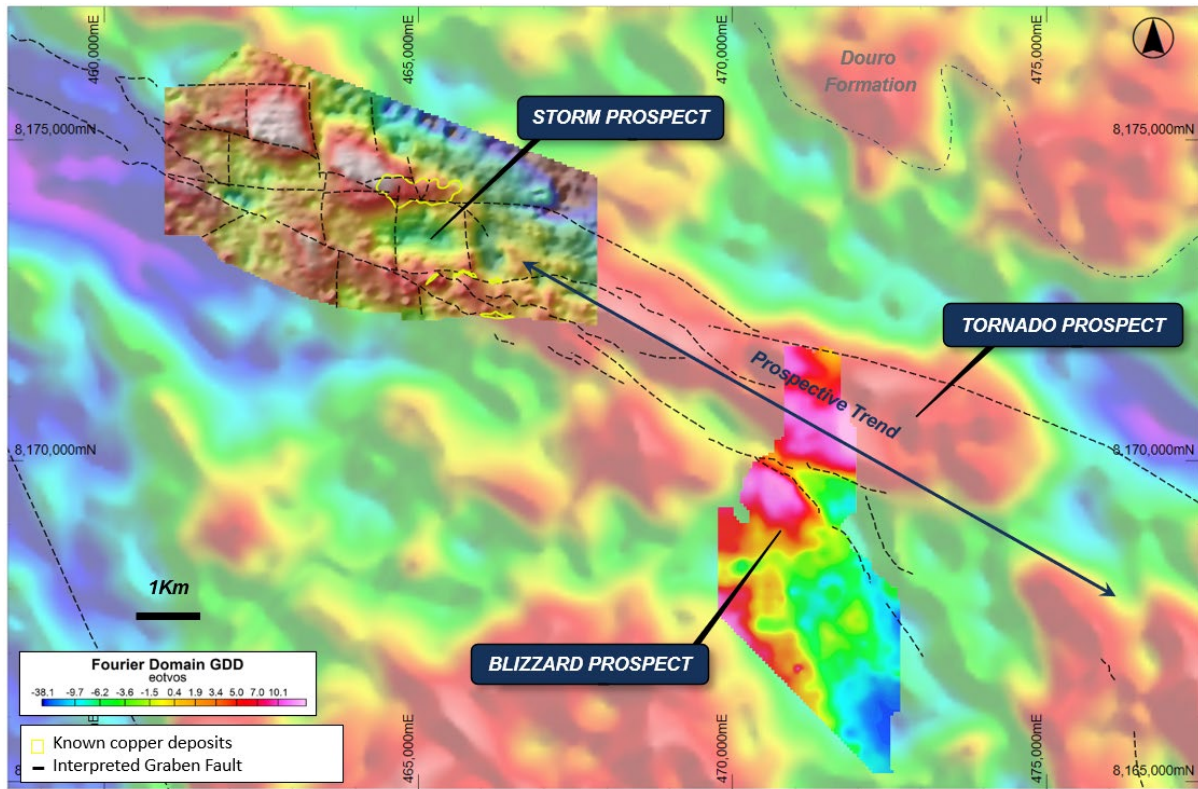 460,000mE
465,000mE
470,000mE
475,000mE
Douro
Formation
8,175,000mN
8,175,000mN
STORM PROSPECT
TORNADO PROSPECT
Prospective Trend
8,170,000mN
8,170,000mN
1Km
BLIZZARD PROSPECT
Fourier Domain GDD
eotvos
-38.1 -9.7 -6.2 -3.6 -1.5 0.4 1.9 3.4 5.0 7.0 10.1
Known copper deposits
Interpreted Graben Fault
460,000mE
465,000mE
470,000mE
475,000mE
8,165,000mN